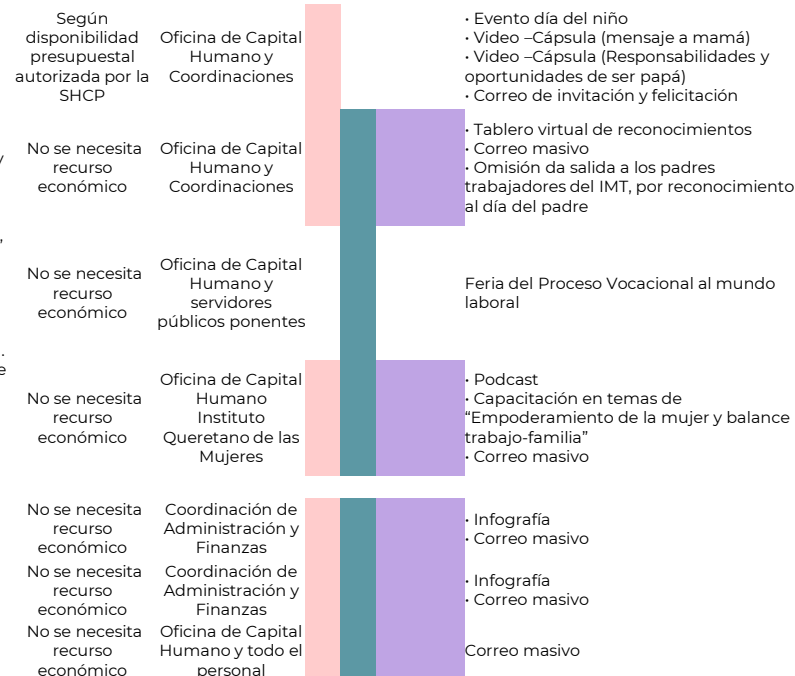 Según
disponibilidad
presupuestal
autorizada por la
SHCP
Oficina de Capital
Humano y
Coordinaciones
• Evento día del niño
• Video –Cápsula (mensaje a mamá)
• Video –Cápsula (Responsabilidades y
oportunidades de ser papá)
• Correo de invitación y felicitación
No se necesita
recurso
económico
Oficina de Capital
Humano y
Coordinaciones
• Tablero virtual de reconocimientos
• Correo masivo
• Omisión da salida a los padres
trabajadores del IMT, por reconocimiento
al día del padre
No se necesita
recurso
económico
Oficina de Capital
Humano y
servidores
públicos ponentes
Feria del Proceso Vocacional al mundo
laboral
No se necesita
recurso
económico
Oficina de Capital
Humano
Instituto
Queretano de las
Mujeres
• Podcast
• Capacitación en temas de
“Empoderamiento de la mujer y balance
trabajo-familia”
• Correo masivo
No se necesita
recurso
económico
Coordinación de
Administración y
Finanzas
• Infografía
• Correo masivo
No se necesita
recurso
económico
Coordinación de
Administración y
Finanzas
• Infografía
• Correo masivo
No se necesita
recurso
económico
Oficina de Capital
Humano y todo el
personal
Correo masivo